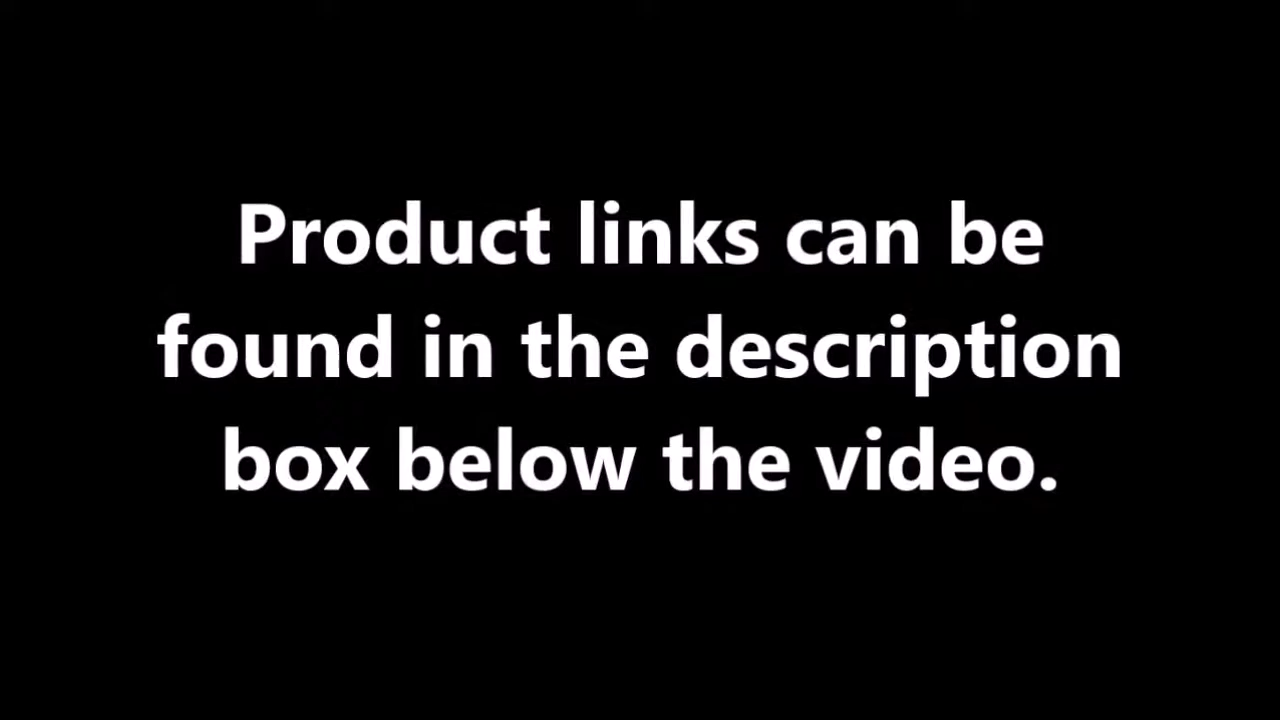 Product links can be
found in the description
box below the video.